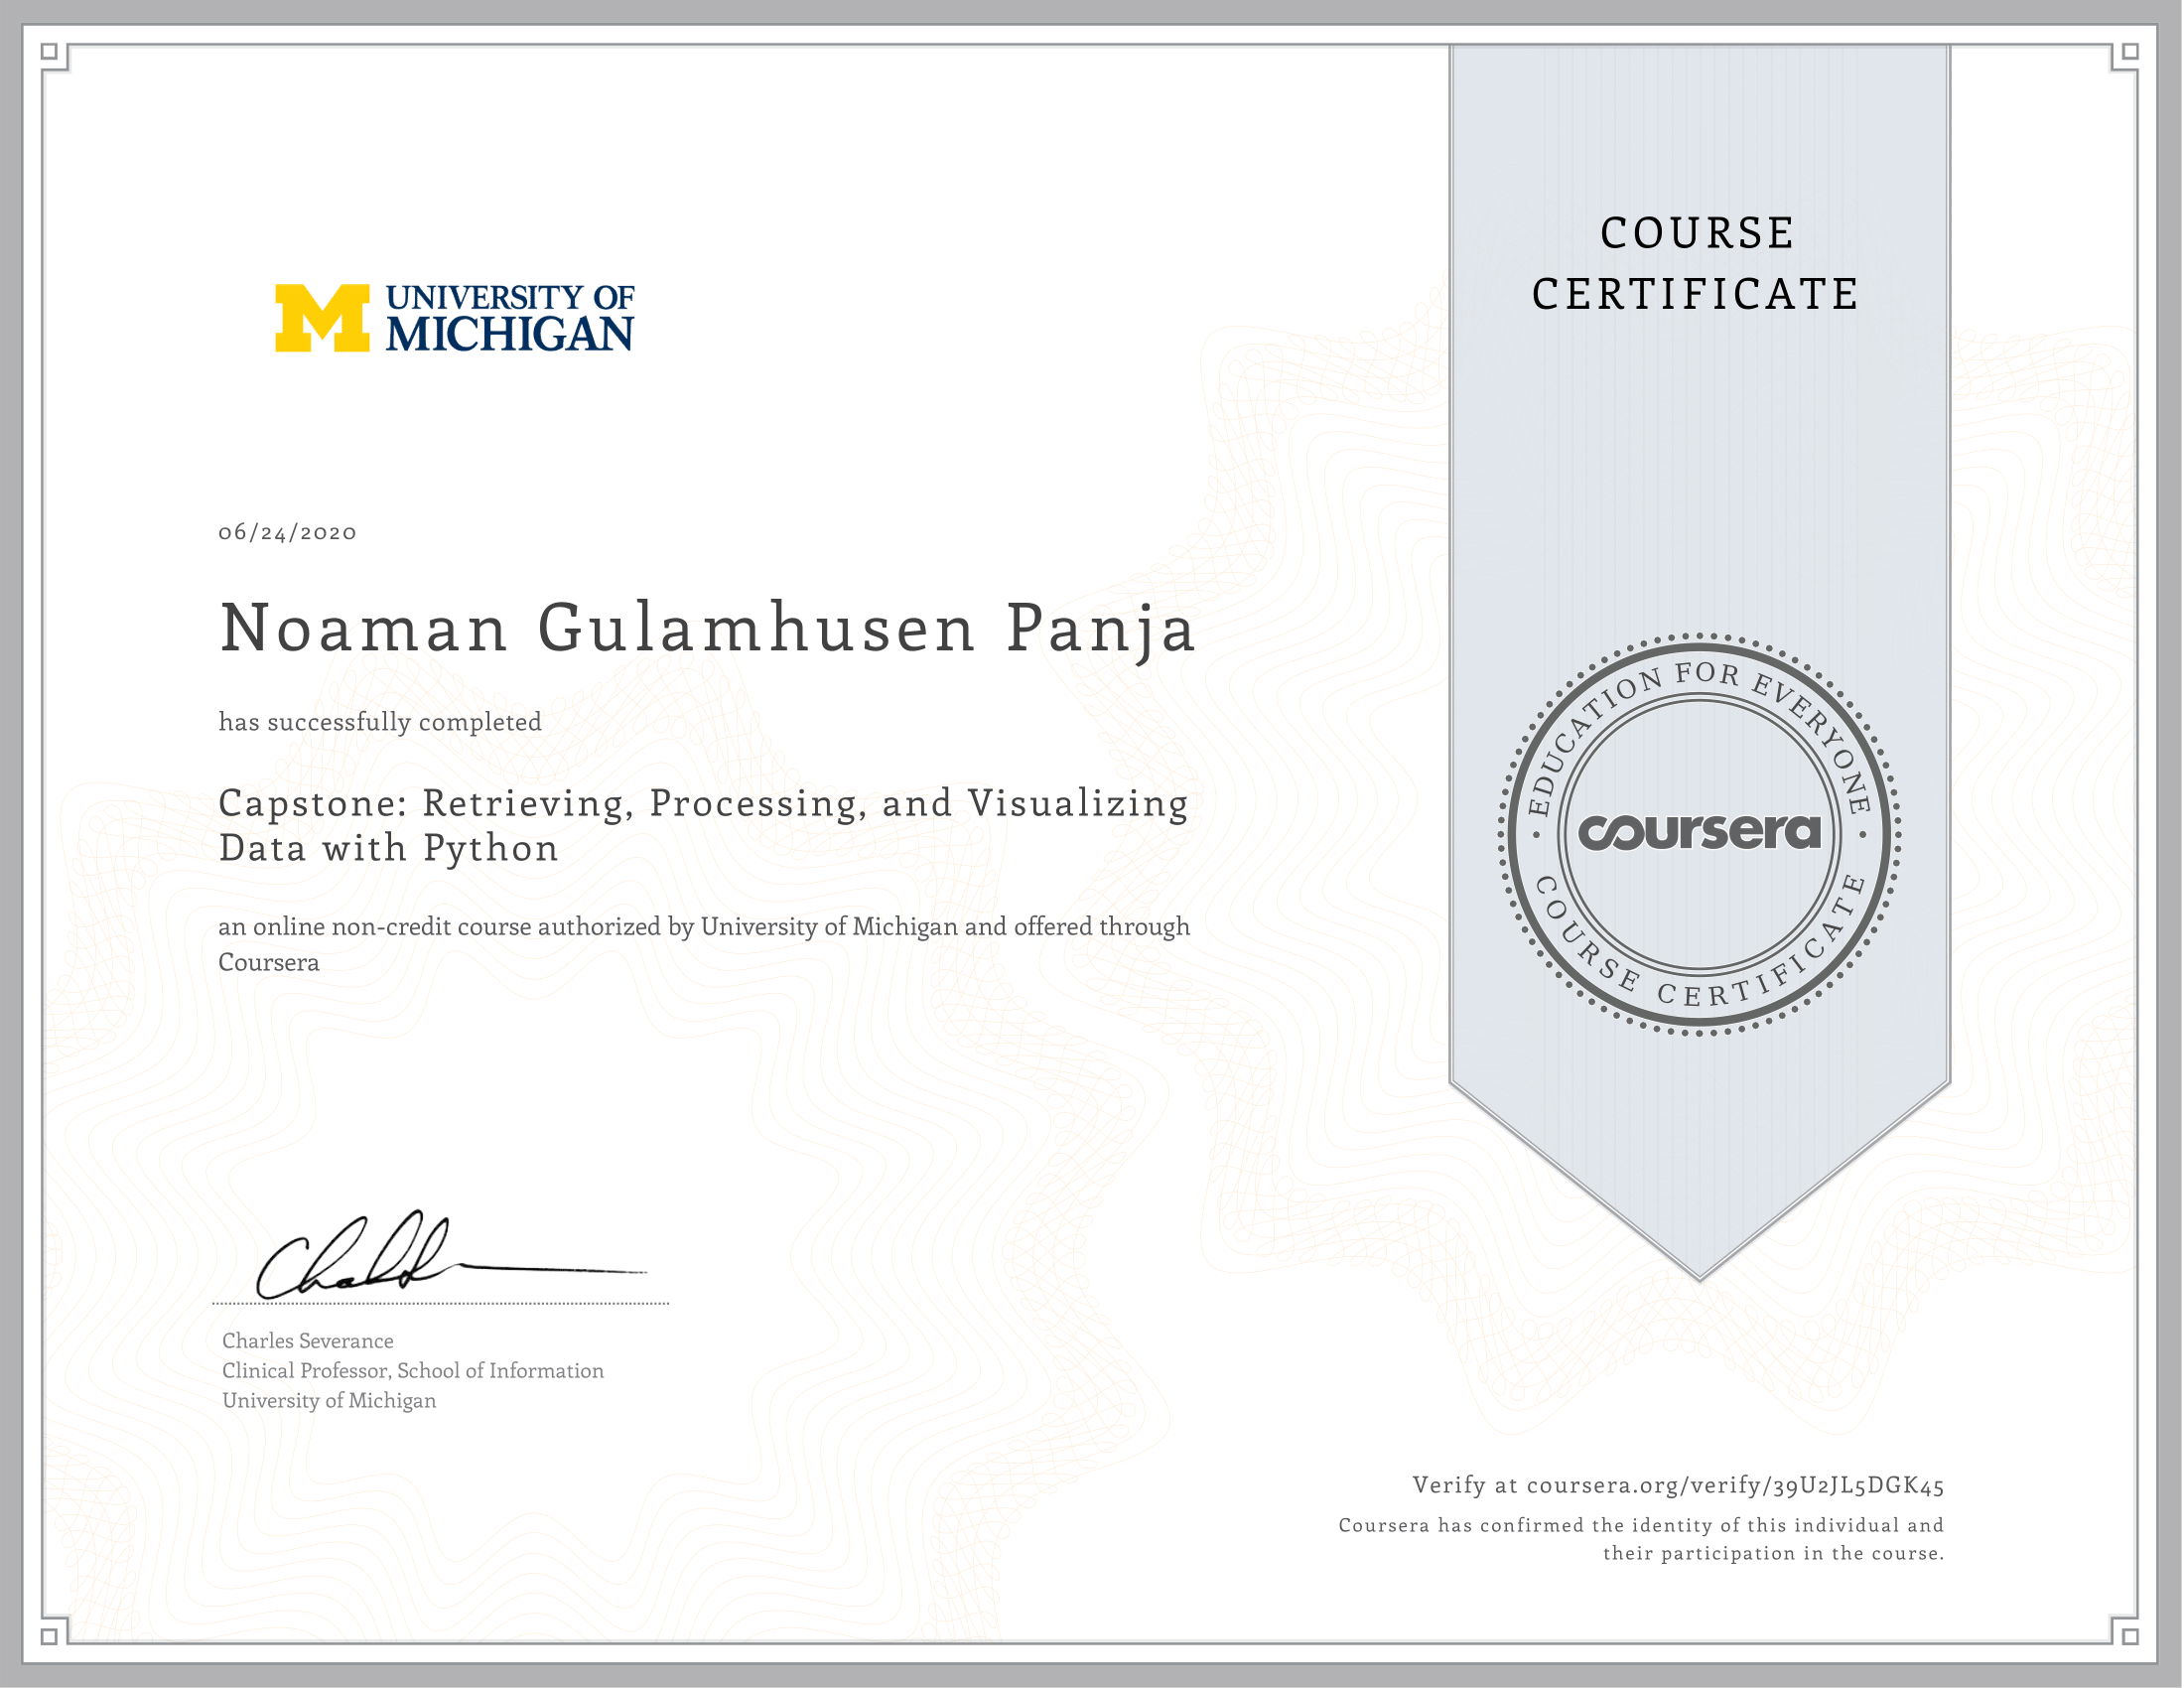 UNIVERSITY OF
MICHIGAN
06/24/2020
Noaman Gulamhusen Panja
has successfully completed
Capstone: Retrieving, Processing, and Visualizing
Data with Python
an online non-credit course authorized by University of Michigan and offered through
Coursera
Charles Severance
Clinical Professor, School of Information
University of Michigan
COURSE
CERTIFICATE
EDUCATION FOR EVERYONE
coursera
COURSE CERTIFICATE
Verify at coursera.org/verify/39U2JL5DGK45
Coursera has confirmed the identity of this individual and
their participation in the course.